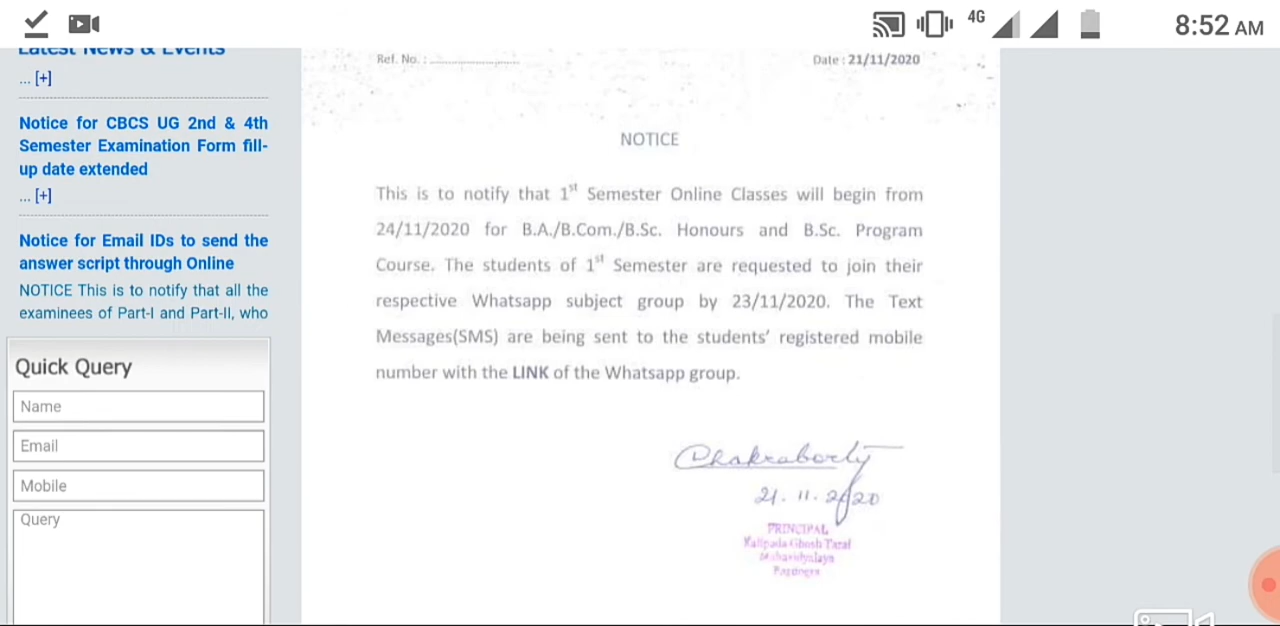 4G
8:52 AM
Latest News & Events
... [+]
Notice for CBCS UG 2nd & 4th
Semester Examination Form fill-
up date extended
... [+]
Notice for Email IDs to send the
answer script through Online
NOTICE This is to notify that all the
examinees of Part-I and Part-II, who
Quick Query
Name
Email
Mobile
Query
Ref. No. :
Date : 21/11/2020
NOTICE
This is to notify that 1st Semester Online Classes will begin from
24/11/2020 for B.A./B.Com./B.Sc. Honours and B.Sc. Program
Course. The students of 1st Semester are requested to join their
respective Whatsapp subject group by 23/11/2020. The Text
Messages(SMS) are being sent to the students' registered mobile
number with the LINK of the Whatsapp group.
Chakraborty
21.11.2020
PRINCIPAL
Kalipada Ghosh Tarai
Mahavidyalaya
Bagdogra